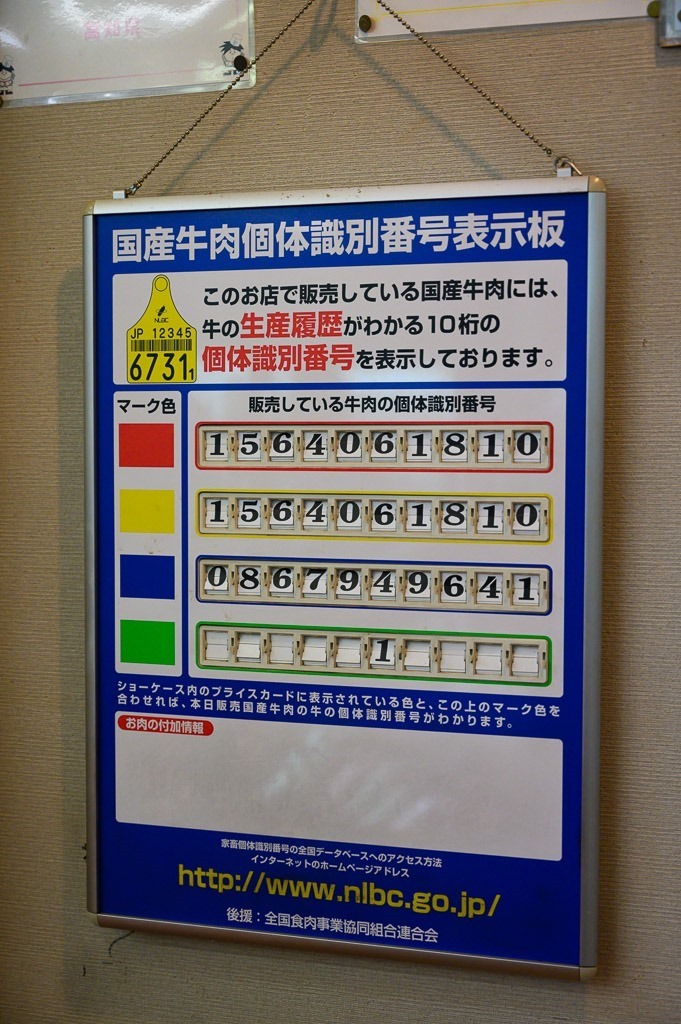 高知県
国産牛肉個体識別番号表示板
NLBC
JP 12345
67311
このお店で販売している国産牛肉には、
牛の生産履歴がわかる10桁の
個体識別番号を表示しております。
マーク色
販売している牛肉の個体識別番号
1564061810
1564061810
0867949641
1
ショーケース内のプライスカードに表示されている色と、この上のマーク色を
合わせれば、本日販売国産牛肉の牛の個体識別番号がわかります。
お肉の付加情報
家畜個体識別番号の全国データベースへのアクセス方法
インターネットのホームページアドレス
http://www.nlbc.go.jp/
後援：全国食肉事業協同組合連合会